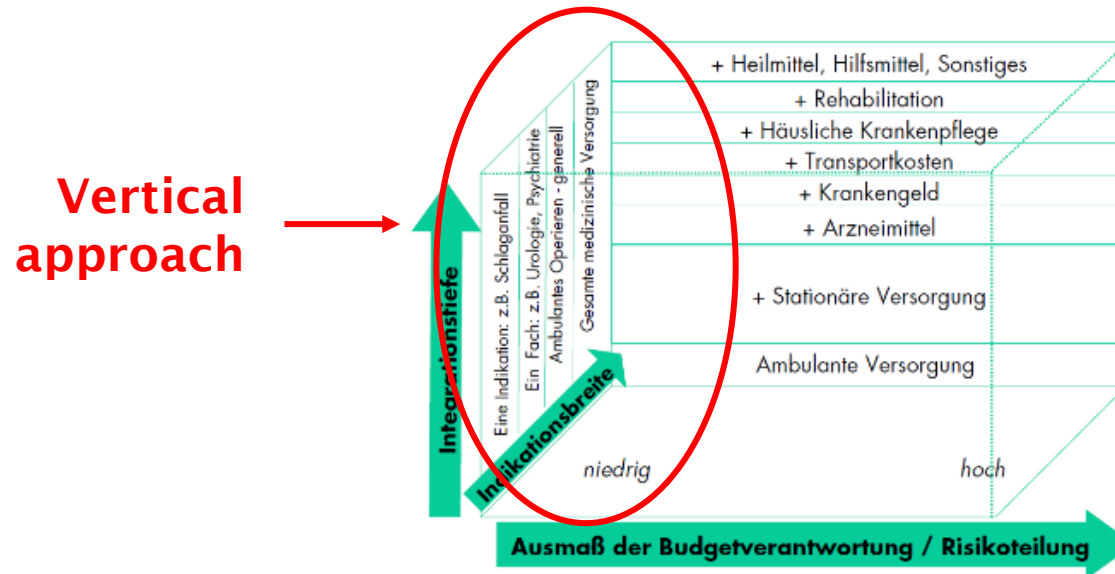 Vertical
approach
Integrationstiefe
Eine Indikation: z.B. Schlaganfall
Ein Fach: z.B. Urologie, Psychiatrie
Ambulantes Operieren - generell
Gesamte medizinische Versorgung
Indikationsbreite
+ Heilmittel, Hilfsmittel, Sonstiges
+ Rehabilitation
+ Häusliche Krankenpflege
+ Transportkosten
+ Krankengeld
+ Arzneimittel
+ Stationäre Versorgung
Ambulante Versorgung
niedrig
hoch
Ausmaß der Budgetverantwortung / Risikoteilung